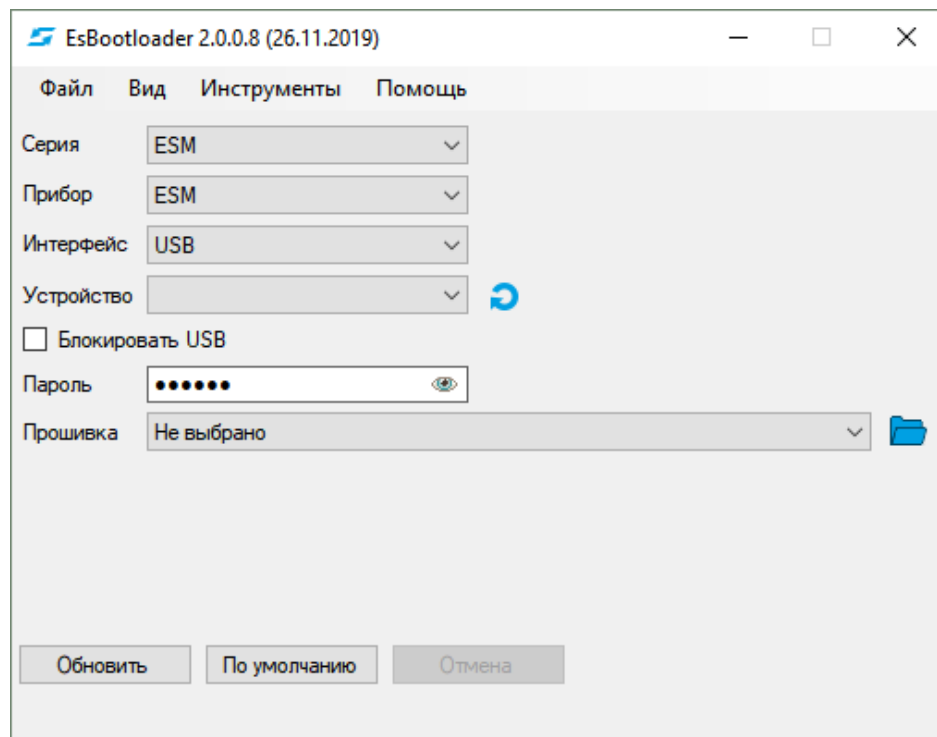 EsBootloader 2.0.0.8 (26.11.2019)
Файл Вид Инструменты Помощь
Серия ESM
Прибор ESM
Интерфейс USB
Устройство
Блокировать USB
Пароль ••••••
Прошивка Не выбрано
Обновить По умолчанию Отмена